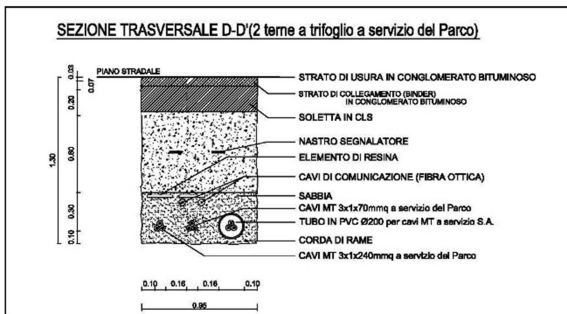 SEZIONE TRASVERSALE D-D'(2 terne a trifoglio a servizio del Parco)
PIANO STRADALE
STRATO DI USURA IN CONGLOMERATO BITUMINOSO
STRATO DI COLLEGAMENTO (BINDER)
IN CONGLOMERATO BITUMINOSO
SOLETTA IN CLS
NASTRO SEGNALATORE
ELEMENTO DI RESINA
CAVI DI COMUNICAZIONE (FIBRA OTTICA)
SABBIA
CAVI MT 3x1x70mmq a servizio del Parco
TUBO IN PVC Ø200 per cavi MT a servizio S.A.
CORDA DI RAME
CAVI MT 3x1x240mmq a servizio del Parco
0.03
0.07
0.20
0.60
1.30
0.30
0.10
0.10 0.16 0.16 0.10
0.95